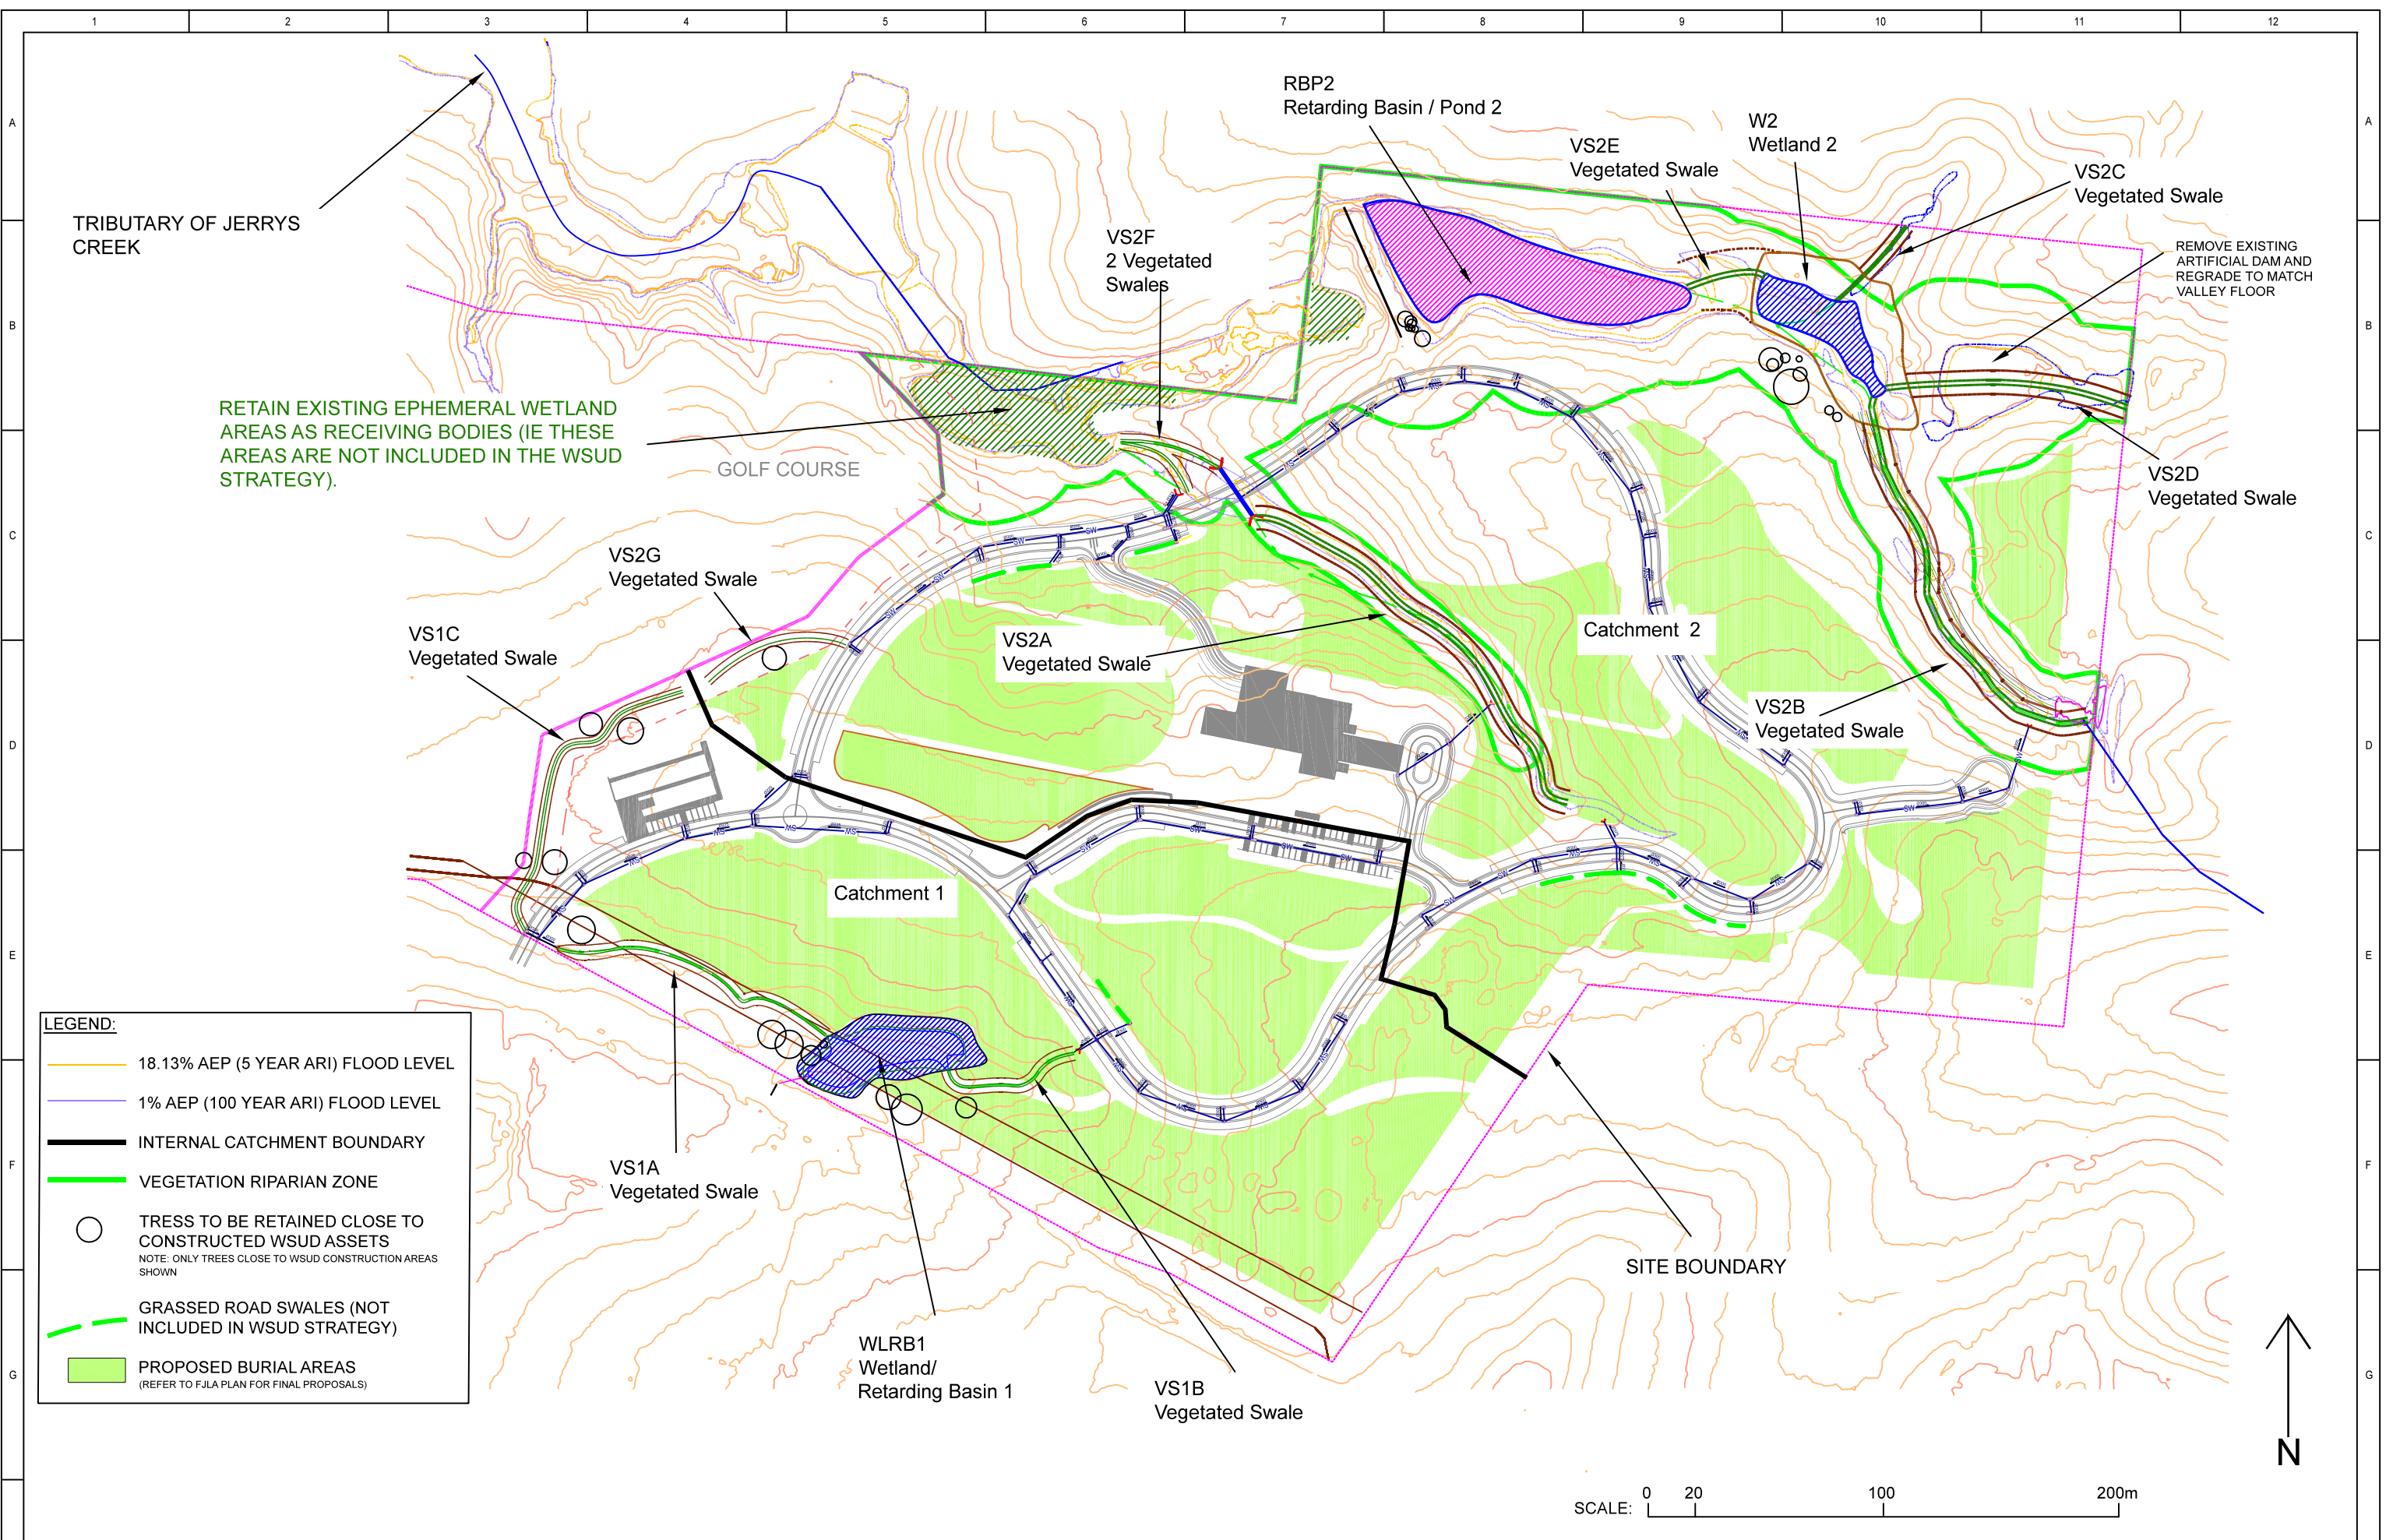 1 2 3 4 5 6 7 8 9 10 11 12
A A
B B
C C
D D
E E
F F
G G
TRIBUTARY OF JERRYS
CREEK
RBP2
Retarding Basin / Pond 2
VS2E
Vegetated Swale
W2
Wetland 2
VS2C
Vegetated Swale
REMOVE EXISTING
ARTIFICIAL DAM AND
REGRADE TO MATCH
VALLEY FLOOR
VS2F
2 Vegetated
Swales
RETAIN EXISTING EPHEMERAL WETLAND
AREAS AS RECEIVING BODIES (IE THESE
AREAS ARE NOT INCLUDED IN THE WSUD
STRATEGY).
GOLF COURSE
VS2D
Vegetated Swale
VS2G
Vegetated Swale
VS1C
Vegetated Swale
VS2A
Vegetated Swale
Catchment 2
VS2B
Vegetated Swale
Catchment 1
VS1A
Vegetated Swale
WLRB1
Wetland/
Retarding Basin 1
VS1B
Vegetated Swale
SITE BOUNDARY
LEGEND:
18.13% AEP (5 YEAR ARI) FLOOD LEVEL
1% AEP (100 YEAR ARI) FLOOD LEVEL
INTERNAL CATCHMENT BOUNDARY
VEGETATION RIPARIAN ZONE
TRESS TO BE RETAINED CLOSE TO
CONSTRUCTED WSUD ASSETS
NOTE: ONLY TREES CLOSE TO WSUD CONSTRUCTION AREAS
SHOWN
GRASSED ROAD SWALES (NOT
INCLUDED IN WSUD STRATEGY)
PROPOSED BURIAL AREAS
(REFER TO FJLA PLAN FOR FINAL PROPOSALS)
N
SCALE: 0 20 100 200m